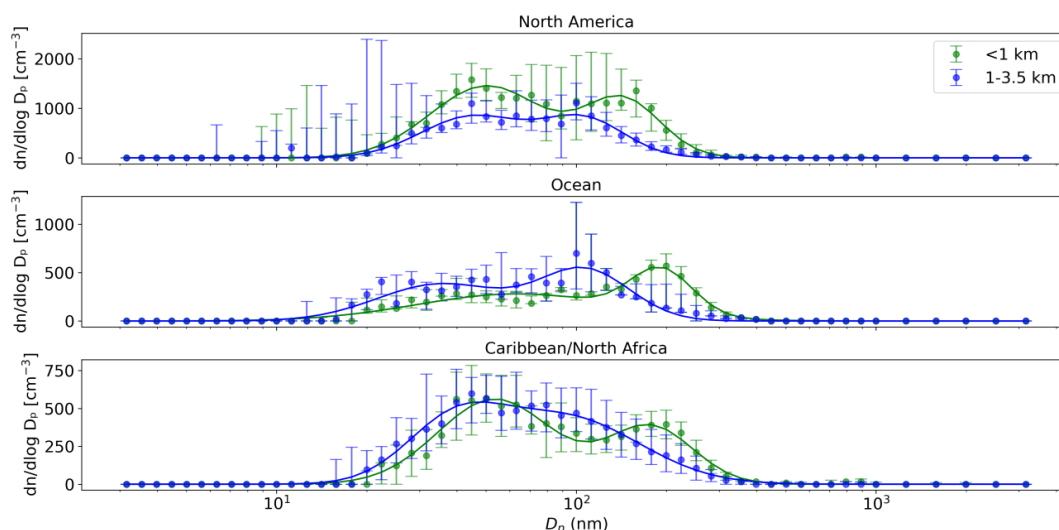 North America
dn/dlog Dₚ [cm⁻³]
2000
1000
0
<1 km
1-3.5 km
Ocean
dn/dlog Dₚ [cm⁻³]
1000
500
0
Caribbean/North Africa
dn/dlog Dₚ [cm⁻³]
750
500
250
0
10¹ 10² 10³
Dₚ (nm)